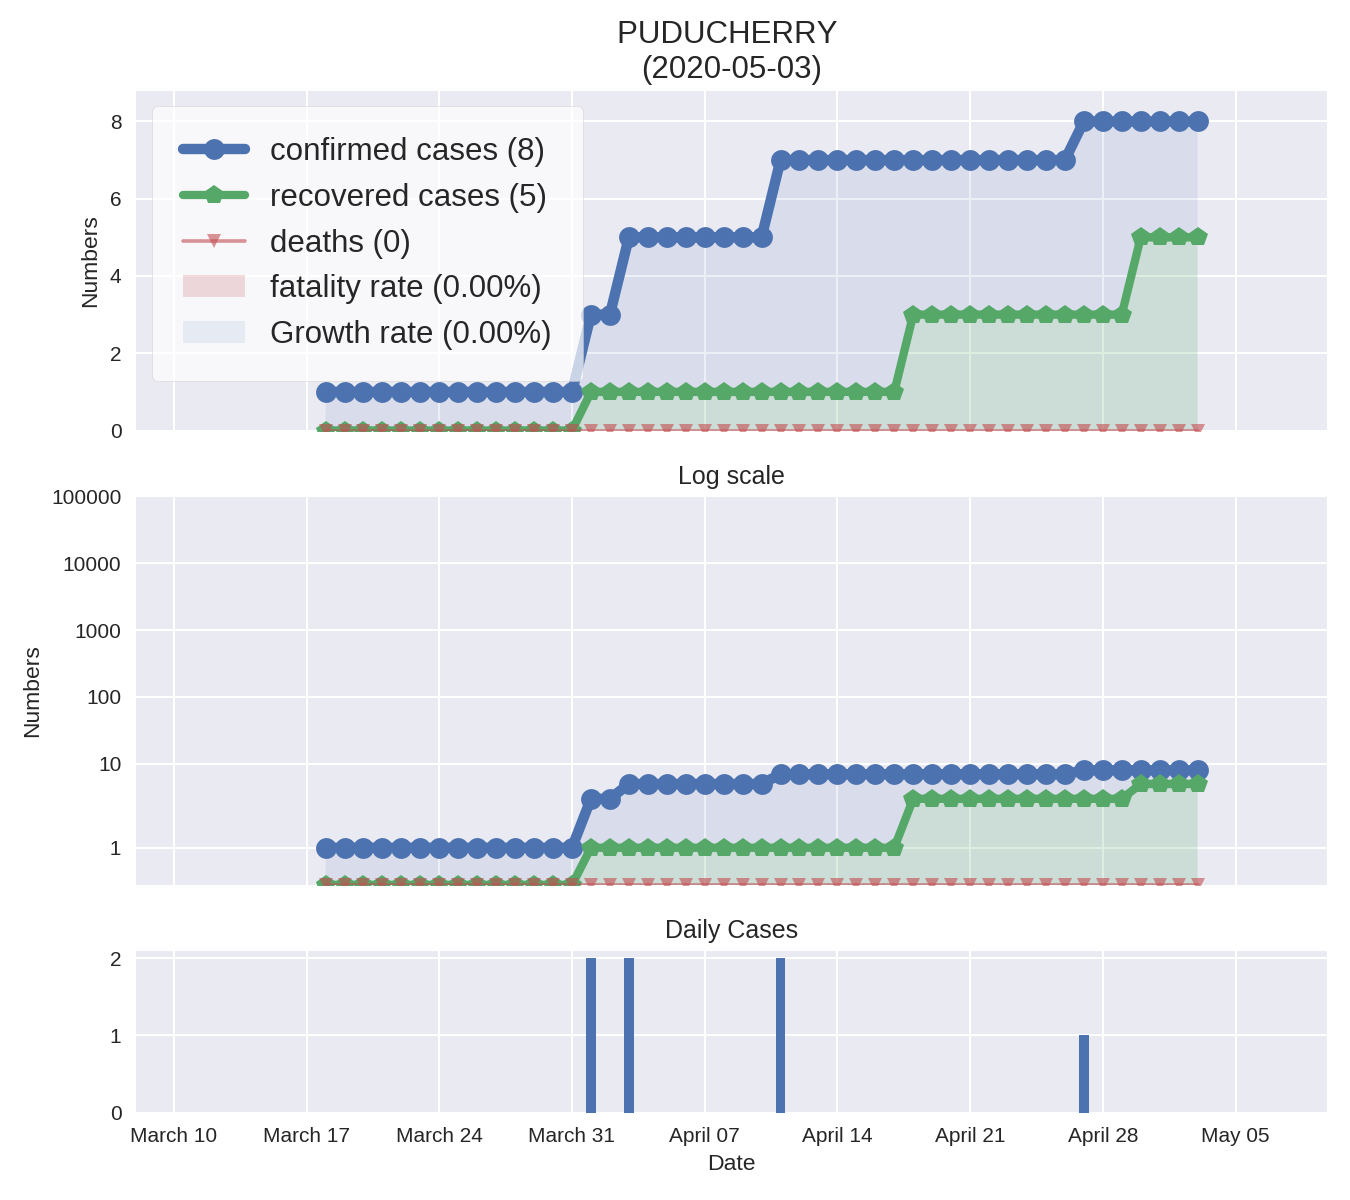 PUDUCHERRY
(2020-05-03)
8
6
4
2
0
Numbers
confirmed cases (8)
recovered cases (5)
deaths (0)
fatality rate (0.00%)
Growth rate (0.00%)
Log scale
100000
10000
1000
100
10
1
Numbers
Daily Cases
2
1
0
March 10
March 17
March 24
March 31
April 07
April 14
April 21
April 28
May 05
Date